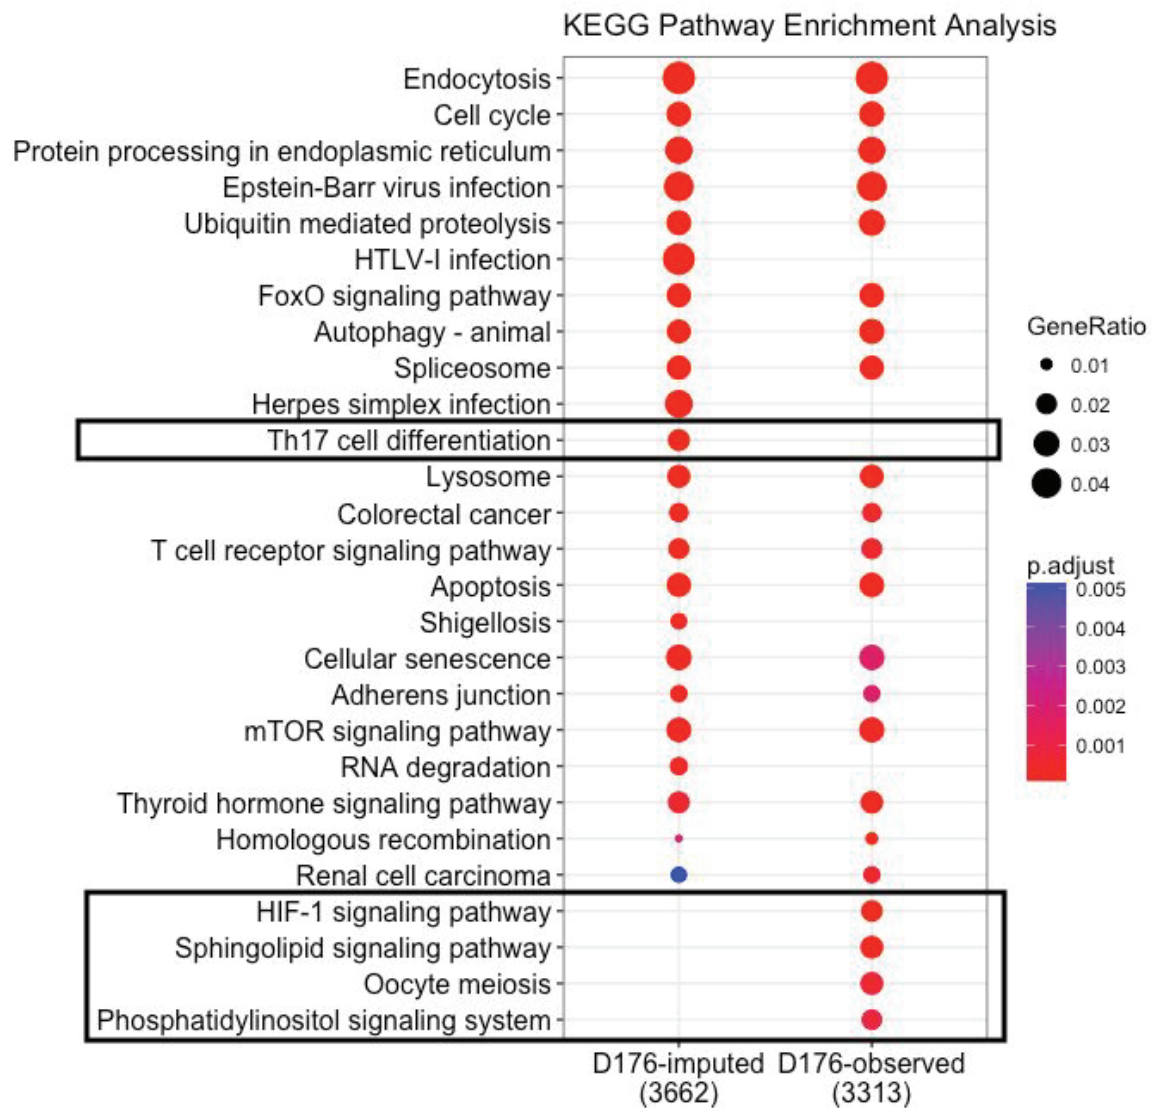 KEGG Pathway Enrichment Analysis
Endocytosis
Cell cycle
Protein processing in endoplasmic reticulum
Epstein-Barr virus infection
Ubiquitin mediated proteolysis
HTLV-I infection
FoxO signaling pathway
Autophagy - animal
Spliceosome
Herpes simplex infection
Th17 cell differentiation
Lysosome
Colorectal cancer
T cell receptor signaling pathway
Apoptosis
Shigellosis
Cellular senescence
Adherens junction
mTOR signaling pathway
RNA degradation
Thyroid hormone signaling pathway
Homologous recombination
Renal cell carcinoma
HIF-1 signaling pathway
Sphingolipid signaling pathway
Oocyte meiosis
Phosphatidylinositol signaling system
D176-imputed D176-observed
(3662) (3313)
GeneRatio
0.01
0.02
0.03
0.04
p.adjust
0.005
0.004
0.003
0.002
0.001